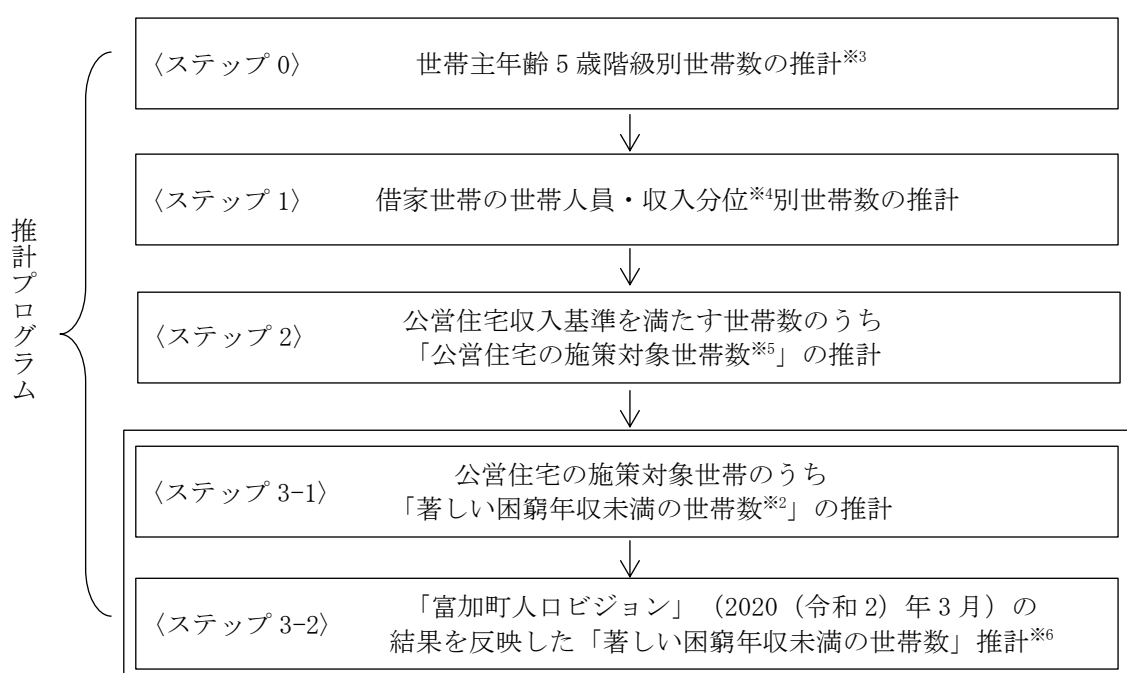 推計プログラム
〈ステップ 0〉 世帯主年齢 5 歳階級別世帯数の推計※3
〈ステップ 1〉 借家世帯の世帯人員・収入分位※4別世帯数の推計
〈ステップ 2〉 公営住宅収入基準を満たす世帯数のうち
「公営住宅の施策対象世帯数※5」の推計
〈ステップ 3-1〉 公営住宅の施策対象世帯のうち
「著しい困窮年収未満の世帯数※2」の推計
〈ステップ 3-2〉 「富加町人口ビジョン」（2020（令和 2）年 3 月）の
結果を反映した「著しい困窮年収未満の世帯数」推計※6